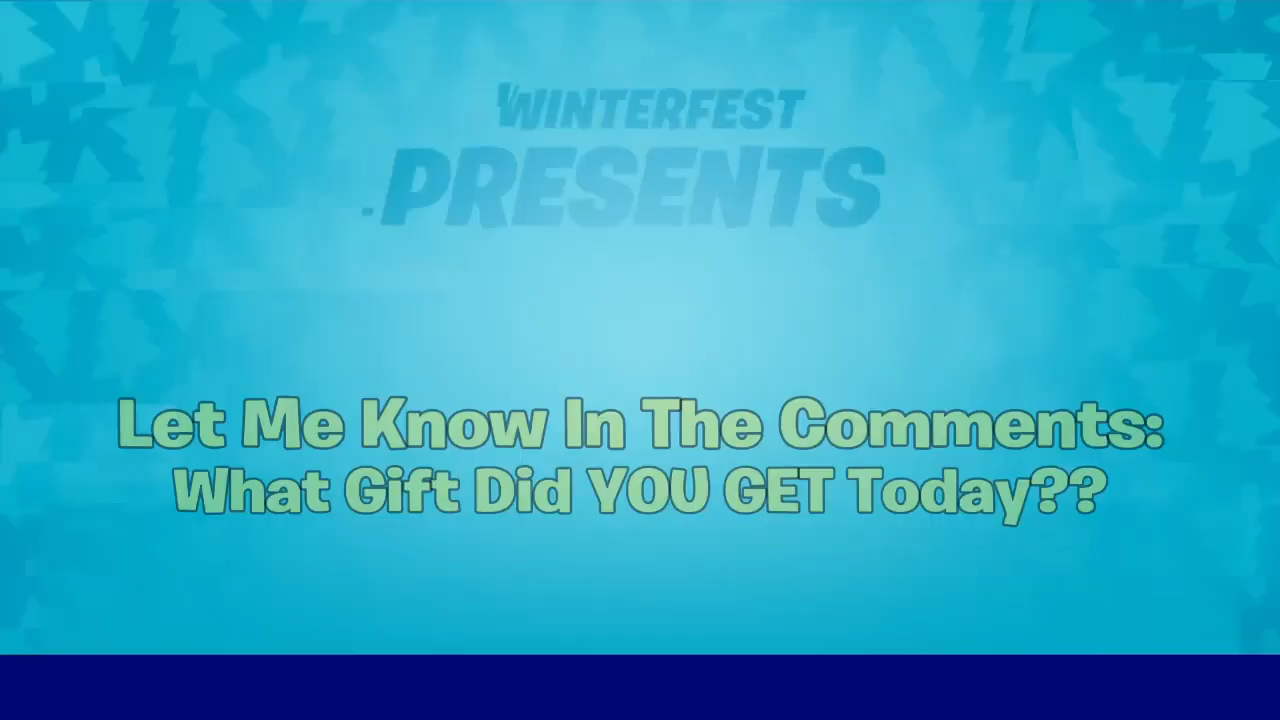 WINTERFEST
PRESENTS
Let Me Know In The Comments:
What Gift Did YOU GET Today??